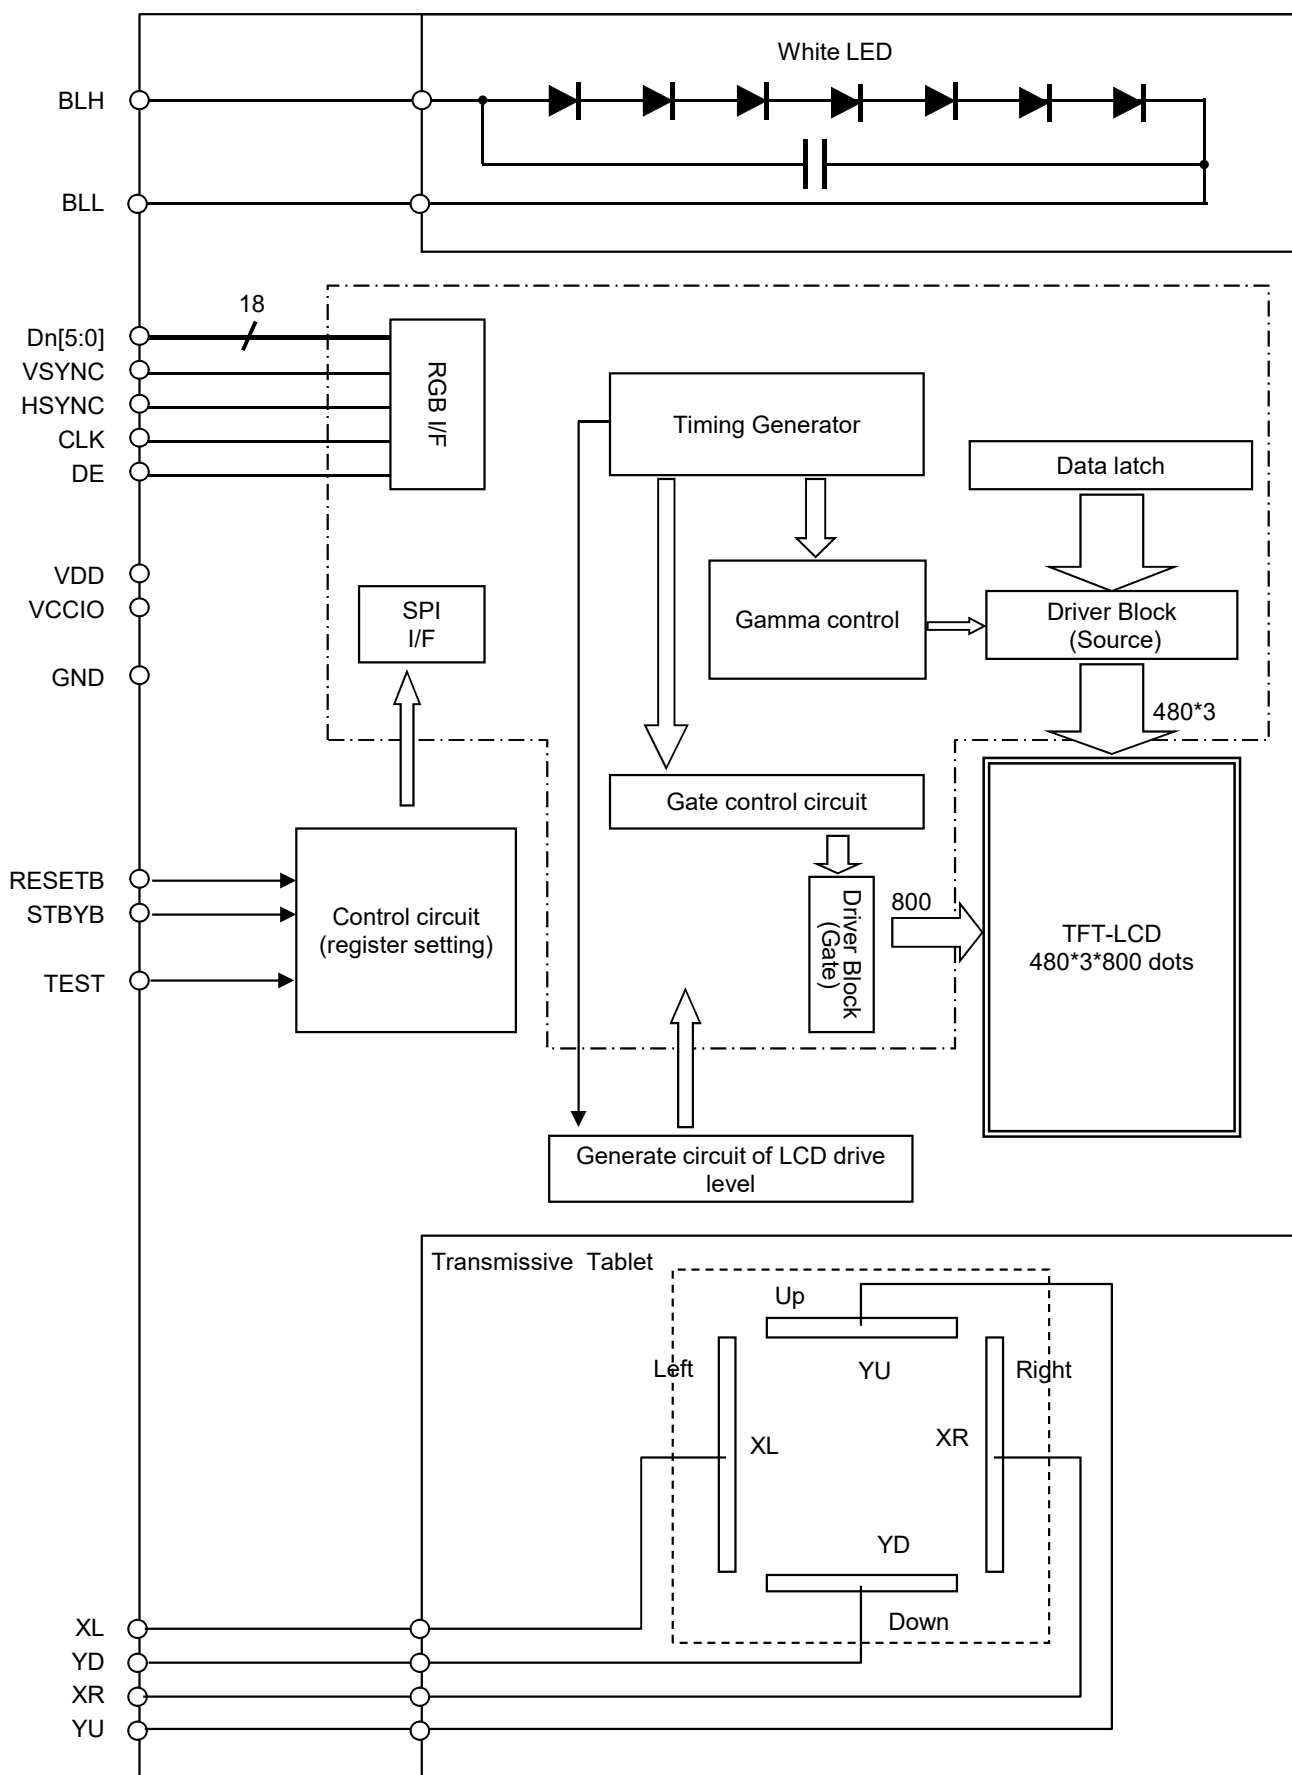 White LED
BLH
BLL
18
Dn[5:0]
VSYNC
HSYNC
CLK
DE
RGB I/F
Timing Generator
Data latch
VDD
VCCIO
GND
SPI
I/F
Gamma control
Driver Block
(Source)
480*3
Gate control circuit
RESETB
STBYB
TEST
Control circuit
(register setting)
Driver Block
(Gate)
800
TFT-LCD
480*3*800 dots
Generate circuit of LCD drive
level
Transmissive Tablet
Up
Left
YU
Right
XL
XR
YD
Down
XL
YD
XR
YU